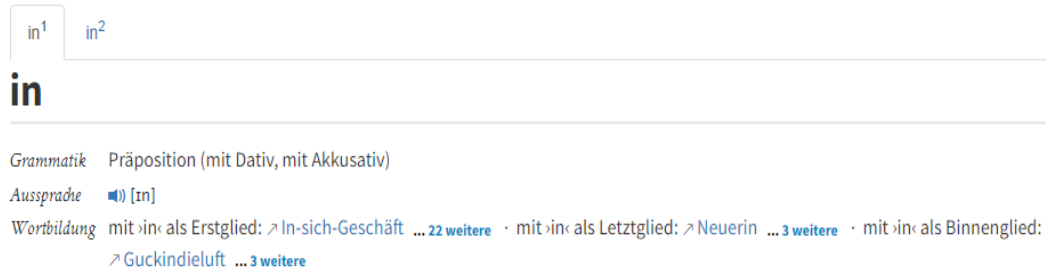 in¹ in²
in
Grammatik Präposition (mit Dativ, mit Akkusativ)
Aussprache [ɪn]
Wortbildung mit ›in‹ als Erstglied: ↗In-sich-Geschäft ... 22 weitere · mit ›in‹ als Letztglied: ↗Neuerin ... 3 weitere · mit ›in‹ als Binnenglied:
↗Guckindieluft ... 3 weitere